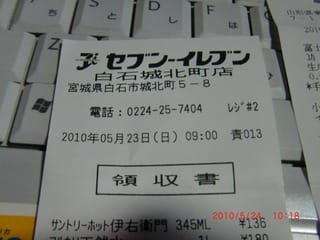 セブン-イレブン
白石城北町店
宮城県白石市城北町5-8
電話:0224-25-7404 レジ#2
2010年05月23日(日) 09:00 責013
領収書
サントリーホット伊右衛門 345ML ¥136
¥180
2010/5/24 10:18